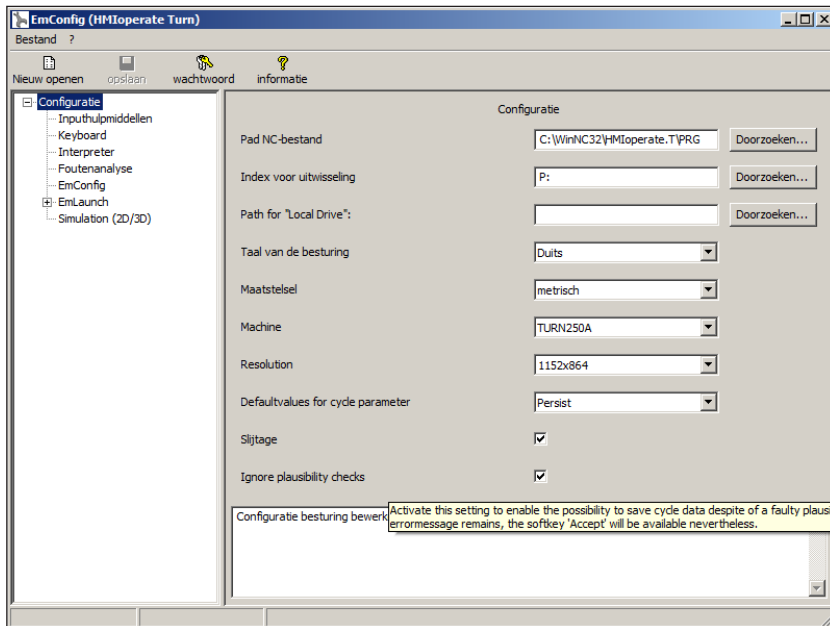 EmConfig (HMIoperate Turn)
Bestand ?
Nieuw openen opslaan wachtwoord informatie
Configuratie
Inputhulpmiddellen
Keyboard
Interpreter
Foutenanalyse
EmConfig
EmLaunch
Simulation (2D/3D)
Configuratie
Pad NC-bestand C:\WinNC32\HMIoperate.T\PRG Doorzoeken...
Index voor uitwisseling P: Doorzoeken...
Path for "Local Drive": Doorzoeken...
Taal van de besturing Duits
Maatstelsel metrisch
Machine TURN250A
Resolution 1152x864
Defaultvalues for cycle parameter Persist
Slijtage
Ignore plausibility checks
Configuratie besturing bewerk
Activate this setting to enable the possibility to save cycle data despite of a faulty plausi
errormessage remains, the softkey 'Accept' will be available nevertheless.